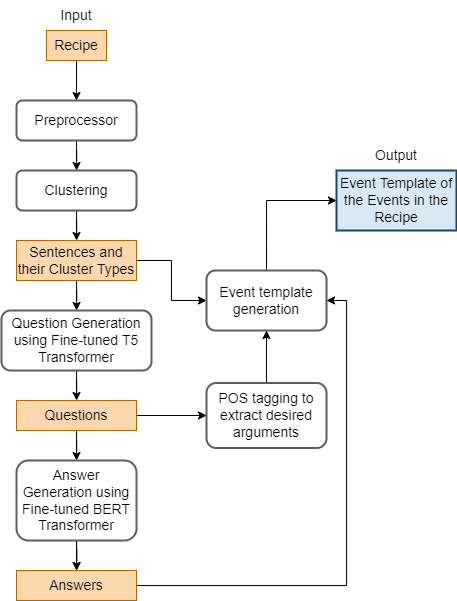 Input
Recipe
Preprocessor
Clustering
Sentences and
their Cluster Types
Question Generation
using Fine-tuned T5
Transformer
Questions
Answer
Generation using
Fine-tuned BERT
Transformer
Answers
Event template
generation
POS tagging to
extract desired
arguments
Output
Event Template of
the Events in the
Recipe